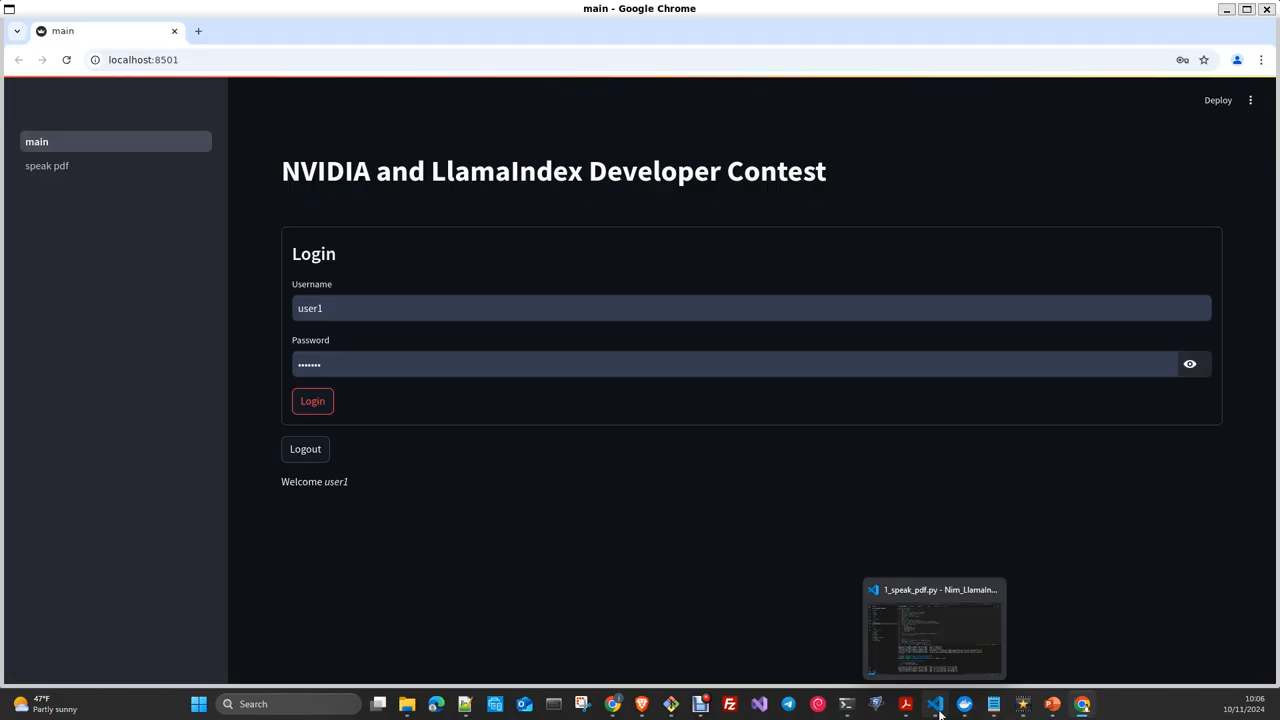 main - Google Chrome
main
localhost:8501
Deploy
main
speak pdf
NVIDIA and LlamaIndex Developer Contest
Login
Username
user1
Password
•••••••
Login
Logout
Welcome user1
1_speak_pdf.py - Nim_LlamaIn...
47°F
Partly sunny
Search
10:06
10/11/2024